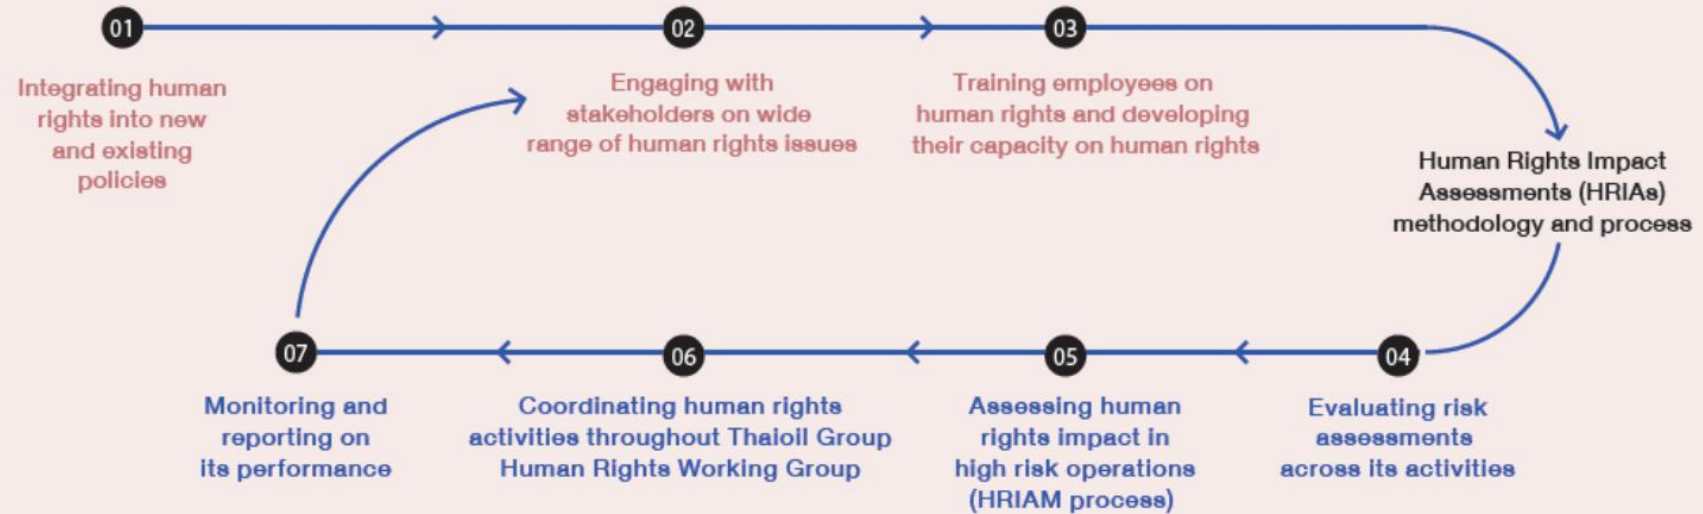 01
Integrating human
rights into new
and existing
policies
02
Engaging with
stakeholders on wide
range of human rights issues
03
Training employees on
human rights and developing
their capacity on human rights
Human Rights Impact
Assessments (HRIAs)
methodology and process
04
Evaluating risk
assessments
across its activities
05
Assessing human
rights impact in
high risk operations
(HRIAM process)
06
Coordinating human rights
activities throughout Thaioil Group
Human Rights Working Group
07
Monitoring and
reporting on
its performance